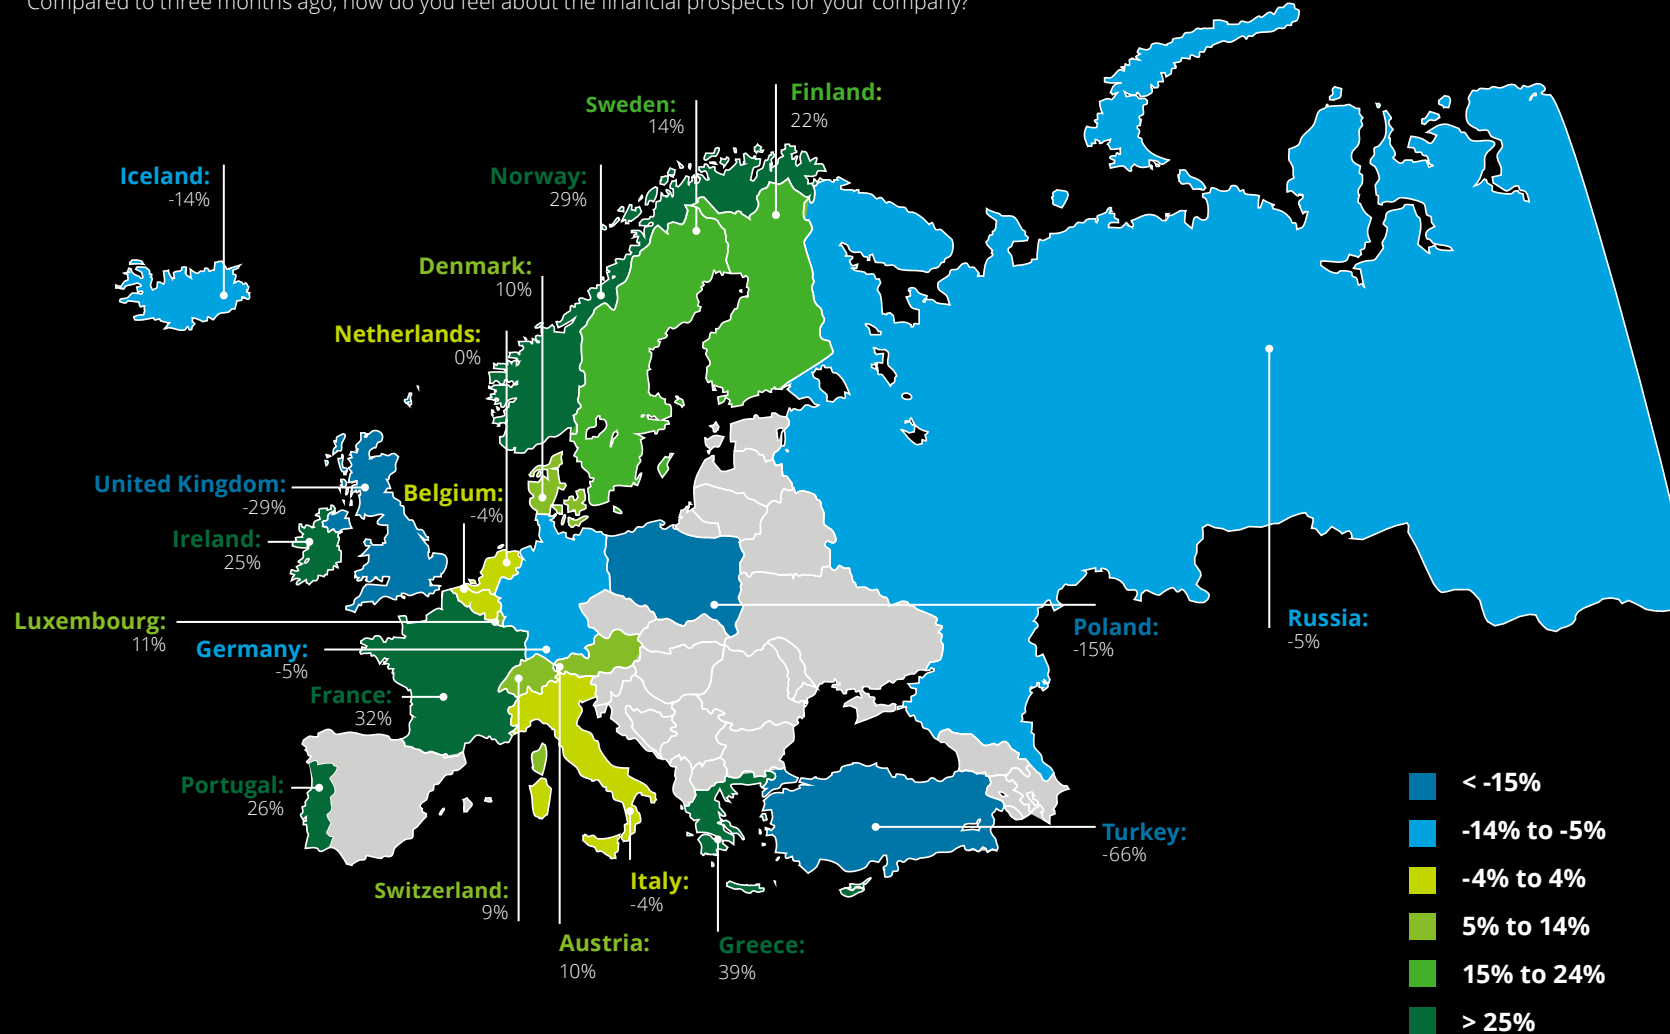 Compared to three months ago, how do you feel about the financial prospects for your company?
Finland:
22%
Sweden:
14%
Iceland:
-14%
Norway:
29%
Denmark:
10%
Netherlands:
0%
United Kingdom:
-29%
Belgium:
-4%
Ireland:
25%
Luxembourg:
11%
Germany:
-5%
France:
32%
Portugal:
26%
Switzerland:
9%
Austria:
10%
Italy:
-4%
Greece:
39%
Poland:
-15%
Russia:
-5%
Turkey:
-66%
< -15%
-14% to -5%
-4% to 4%
5% to 14%
15% to 24%
> 25%